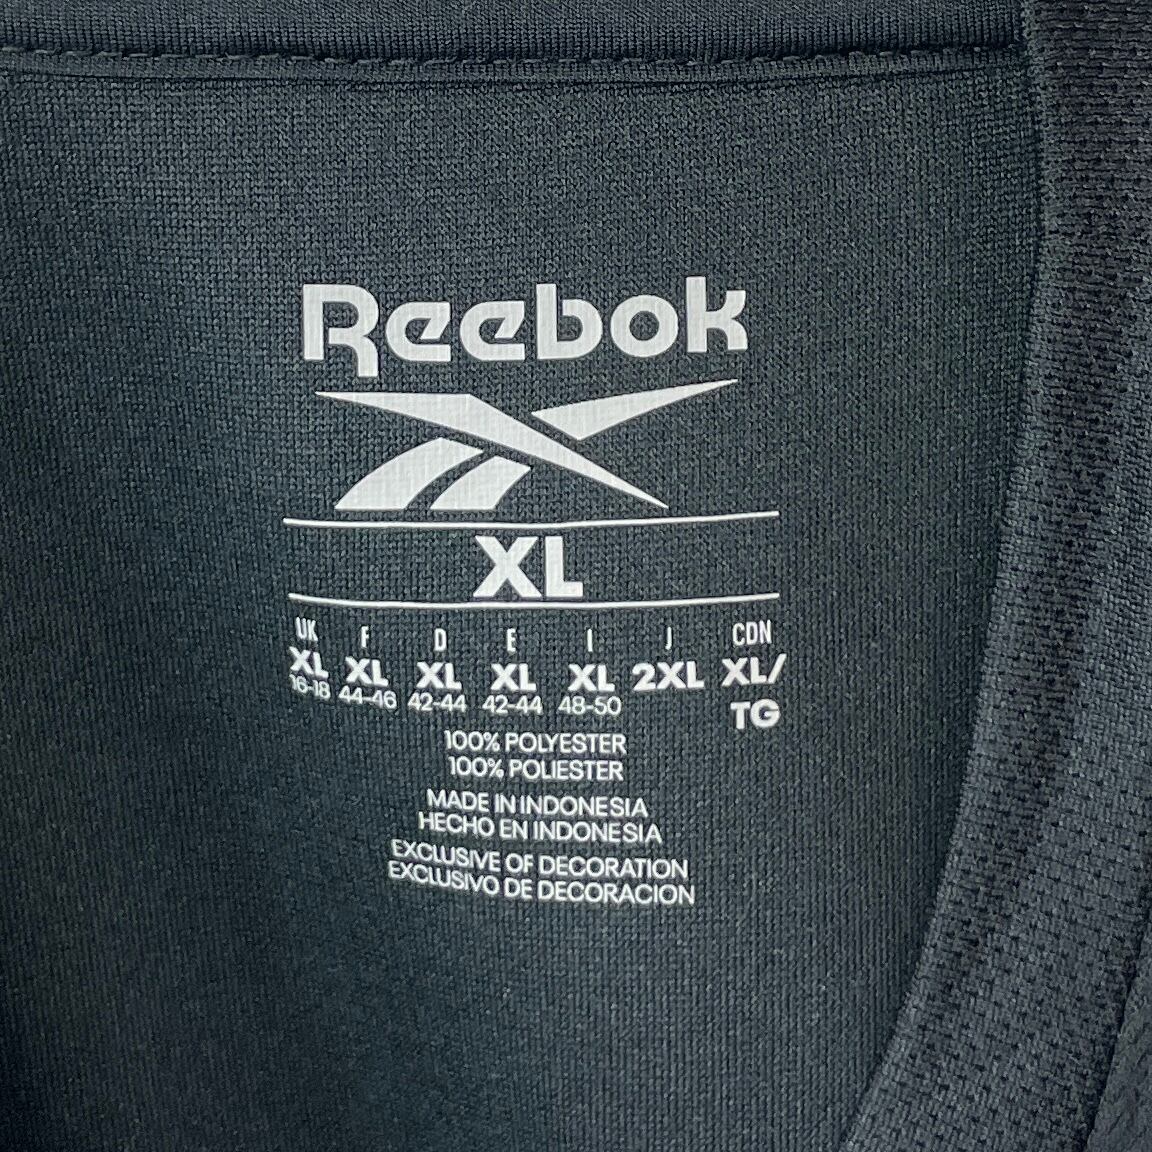 Reebok
XL
UK F D E I J CDN
XL XL XL XL XL 2XL XL/
16-18 44-46 42-44 42-44 48-50 TG
100% POLYESTER
100% POLIESTER
MADE IN INDONESIA
HECHO EN INDONESIA
EXCLUSIVE OF DECORATION
EXCLUSIVO DE DECORACION